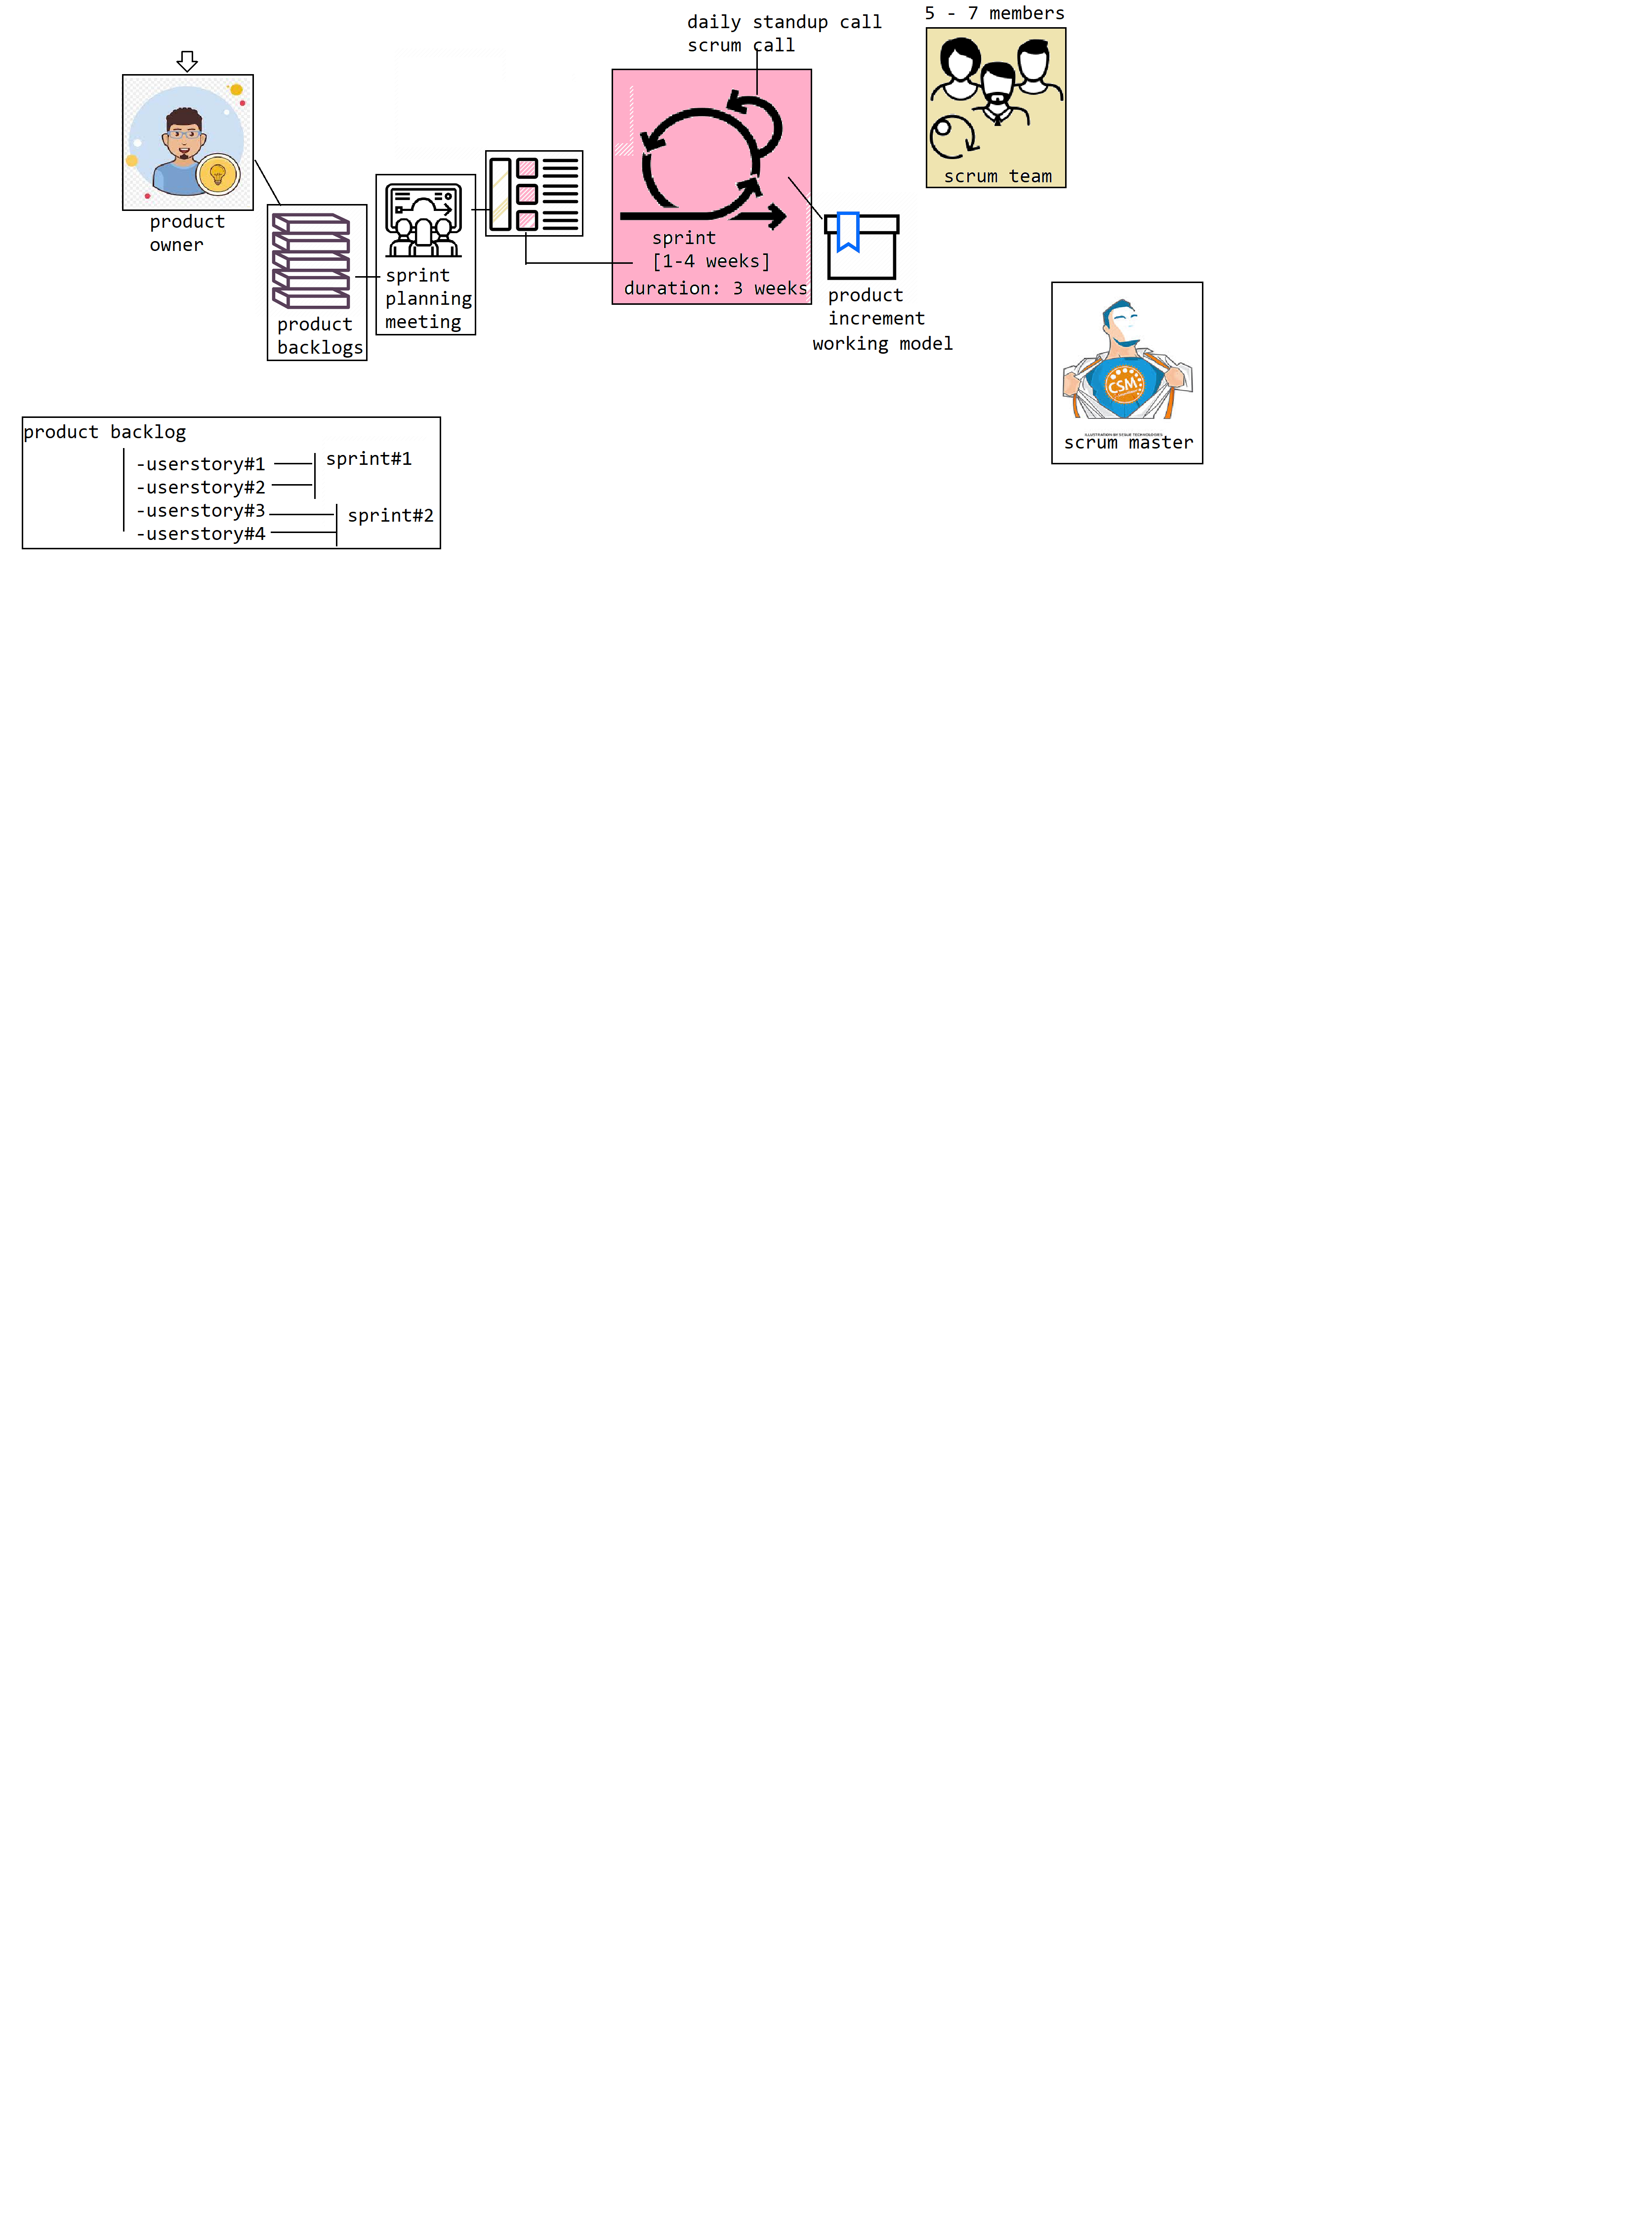 5 - 7 members
daily standup call
scrum call
scrum team
product
owner
sprint
[1-4 weeks]
duration: 3 weeks
sprint
planning
meeting
product
backlogs
product
increment
working model
CSM
scrum master
product backlog
-userstory#1
sprint#1
-userstory#2
-userstory#3
sprint#2
-userstory#4